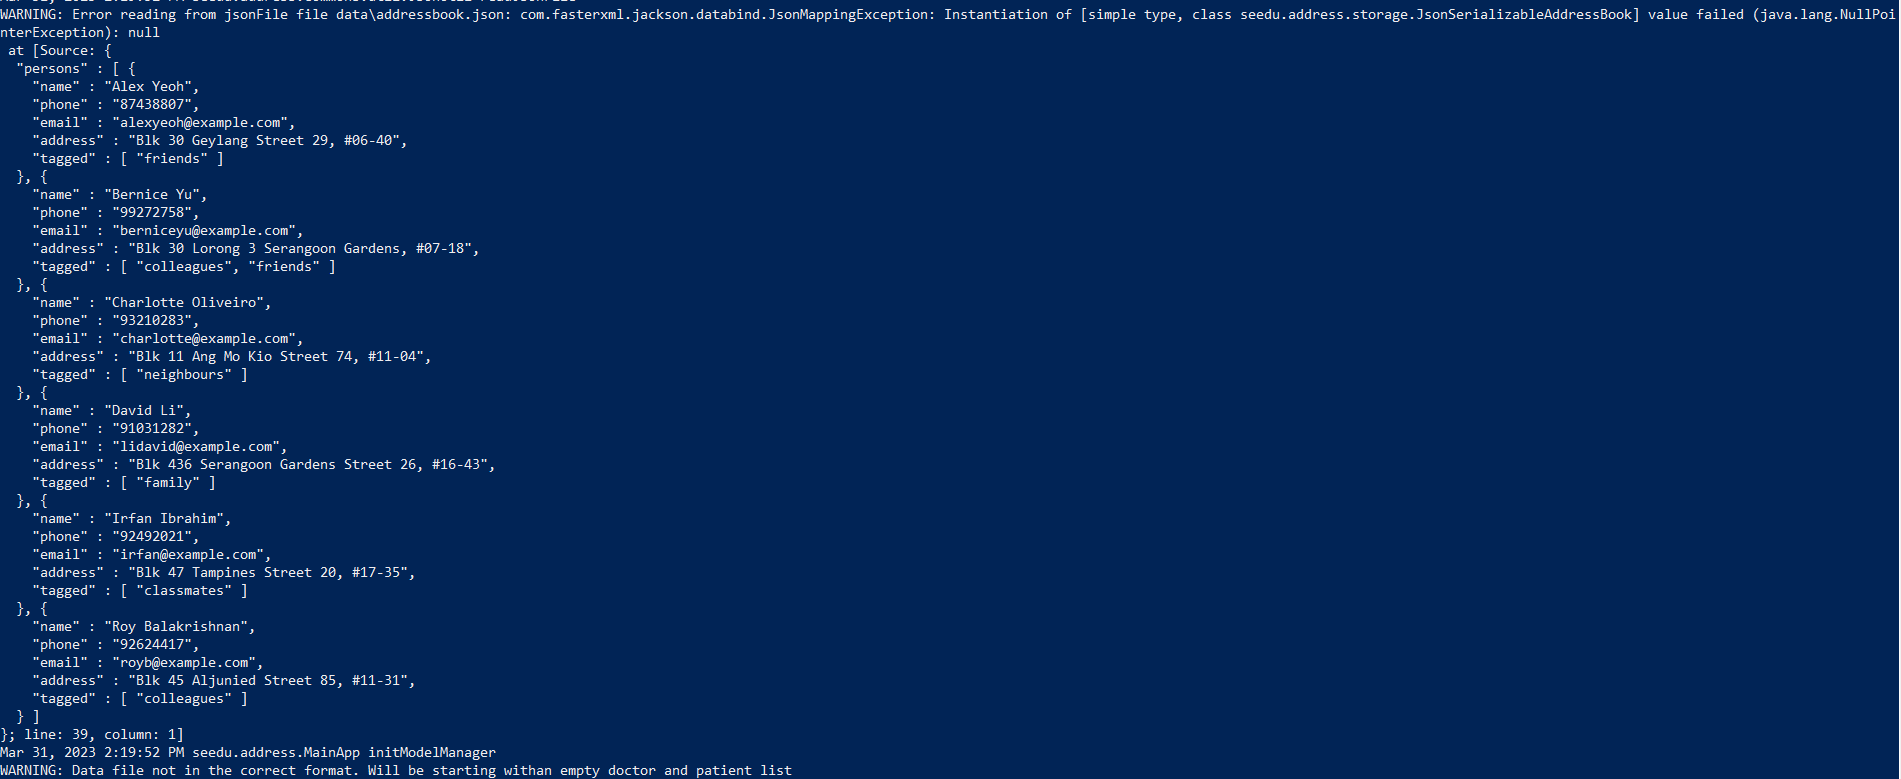 WARNING: Error reading from jsonFile file data\addressbook.json: com.fasterxml.jackson.databind.JsonMappingException: Instantiation of [simple type, class seedu.address.storage.JsonSerializableAddressBook] value failed (java.lang.NullPoi
nterException): null
 at [Source: {
  "persons" : [ {
    "name" : "Alex Yeoh",
    "phone" : "87438807",
    "email" : "alexyeoh@example.com",
    "address" : "Blk 30 Geylang Street 29, #06-40",
    "tagged" : [ "friends" ]
  }, {
    "name" : "Bernice Yu",
    "phone" : "99272758",
    "email" : "berniceyu@example.com",
    "address" : "Blk 30 Lorong 3 Serangoon Gardens, #07-18",
    "tagged" : [ "colleagues", "friends" ]
  }, {
    "name" : "Charlotte Oliveiro",
    "phone" : "93210283",
    "email" : "charlotte@example.com",
    "address" : "Blk 11 Ang Mo Kio Street 74, #11-04",
    "tagged" : [ "neighbours" ]
  }, {
    "name" : "David Li",
    "phone" : "91031282",
    "email" : "lidavid@example.com",
    "address" : "Blk 436 Serangoon Gardens Street 26, #16-43",
    "tagged" : [ "family" ]
  }, {
    "name" : "Irfan Ibrahim",
    "phone" : "92492021",
    "email" : "irfan@example.com",
    "address" : "Blk 47 Tampines Street 20, #17-35",
    "tagged" : [ "classmates" ]
  }, {
    "name" : "Roy Balakrishnan",
    "phone" : "92624417",
    "email" : "royb@example.com",
    "address" : "Blk 45 Aljunied Street 85, #11-31",
    "tagged" : [ "colleagues" ]
  } ]
}; line: 39, column: 1]
Mar 31, 2023 2:19:52 PM seedu.address.MainApp initModelManager
WARNING: Data file not in the correct format. Will be starting withan empty doctor and patient list